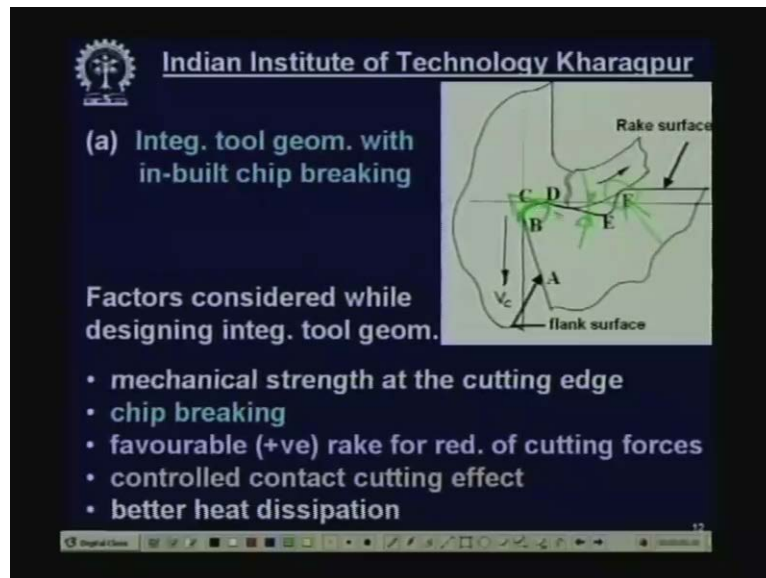 Indian Institute of Technology Kharagpur
(a) Integ. tool geom. with
in-built chip breaking
Rake surface
C D
B
E
F
A
Vc
flank surface
Factors considered while
designing integ. tool geom.
• mechanical strength at the cutting edge
• chip breaking
• favourable (+ve) rake for red. of cutting forces
• controlled contact cutting effect
• better heat dissipation
12